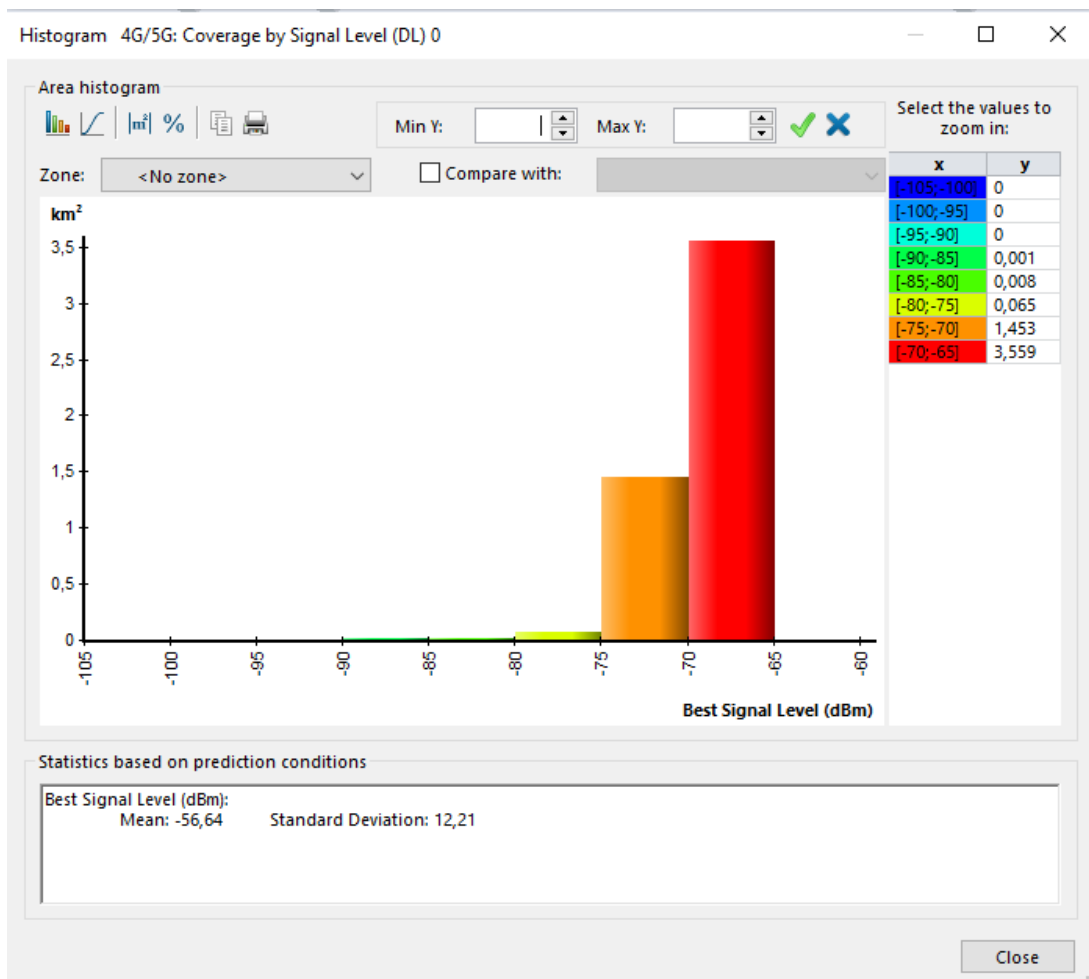 Histogram 4G/5G: Coverage by Signal Level (DL) 0
Area histogram
m² %
Min Y:
Max Y:
Select the values to
zoom in:
Zone: <No zone>
Compare with:
x y
[-105;-100] 0
[-100;-95] 0
[-95;-90] 0
[-90;-85] 0,001
[-85;-80] 0,008
[-80;-75] 0,065
[-75;-70] 1,453
[-70;-65] 3,559
km²
3,5
3
2,5
2
1,5
1
0,5
0
-105 -100 -95 -90 -85 -80 -75 -70 -65 -60
Best Signal Level (dBm)
Statistics based on prediction conditions
Best Signal Level (dBm):
Mean: -56,64 Standard Deviation: 12,21
Close